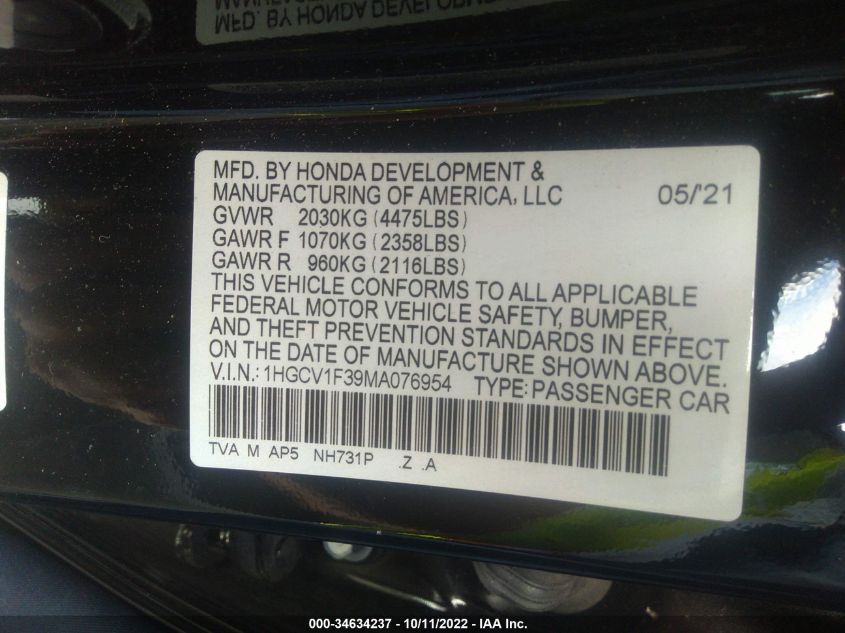 MFD. BY HONDA DEVELOPMENT &
MANUFACTURING OF AMERICA, LLC 05/'21
GVWR 2030KG (4475LBS)
GAWR F 1070KG (2358LBS)
GAWR R 960KG (2116LBS)
THIS VEHICLE CONFORMS TO ALL APPLICABLE
FEDERAL MOTOR VEHICLE SAFETY, BUMPER,
AND THEFT PREVENTION STANDARDS IN EFFECT
ON THE DATE OF MANUFACTURE SHOWN ABOVE.
V.I.N.: 1HGCV1F39MA076954 TYPE: PASSENGER CAR
TVA M AP5 NH731P .Z .A
000-34634237 - 10/11/2022 - IAA Inc.